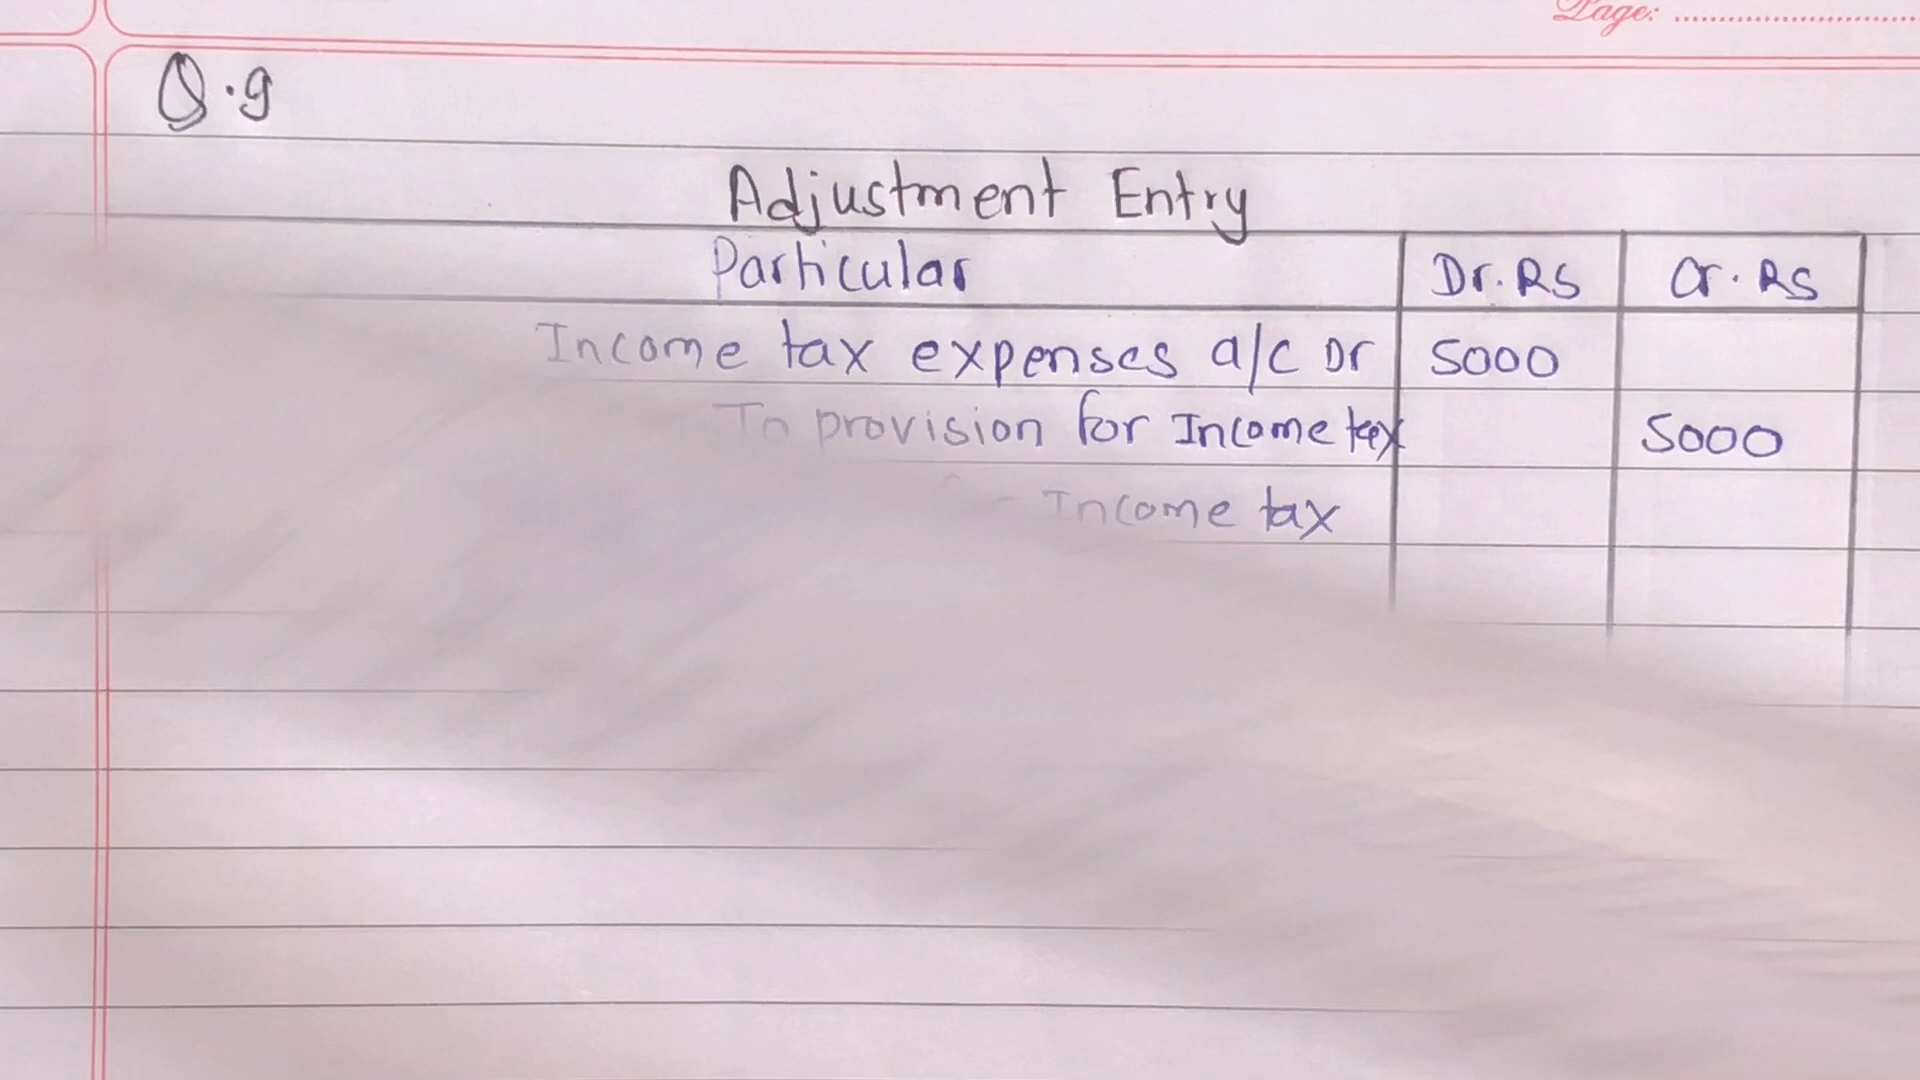 Page:
Q.9
Adjustment Entry
Particular Dr. Rs Cr. Rs
Income tax expenses a/c Dr 5000
To provision for Income tax 5000
Income tax